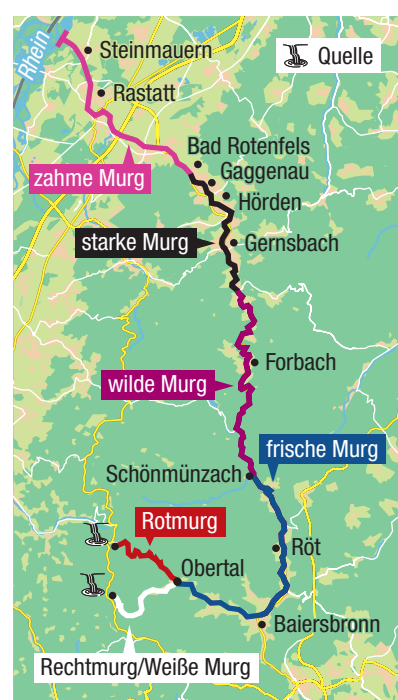 Rhein
Steinmauern
Quelle
Rastatt
Bad Rotenfels
Gaggenau
zahme Murg
Hörden
starke Murg
Gernsbach
Forbach
wilde Murg
frische Murg
Schönmünzach
Rotmurg
Röt
Obertal
Baiersbronn
Rechtmurg/Weiße Murg